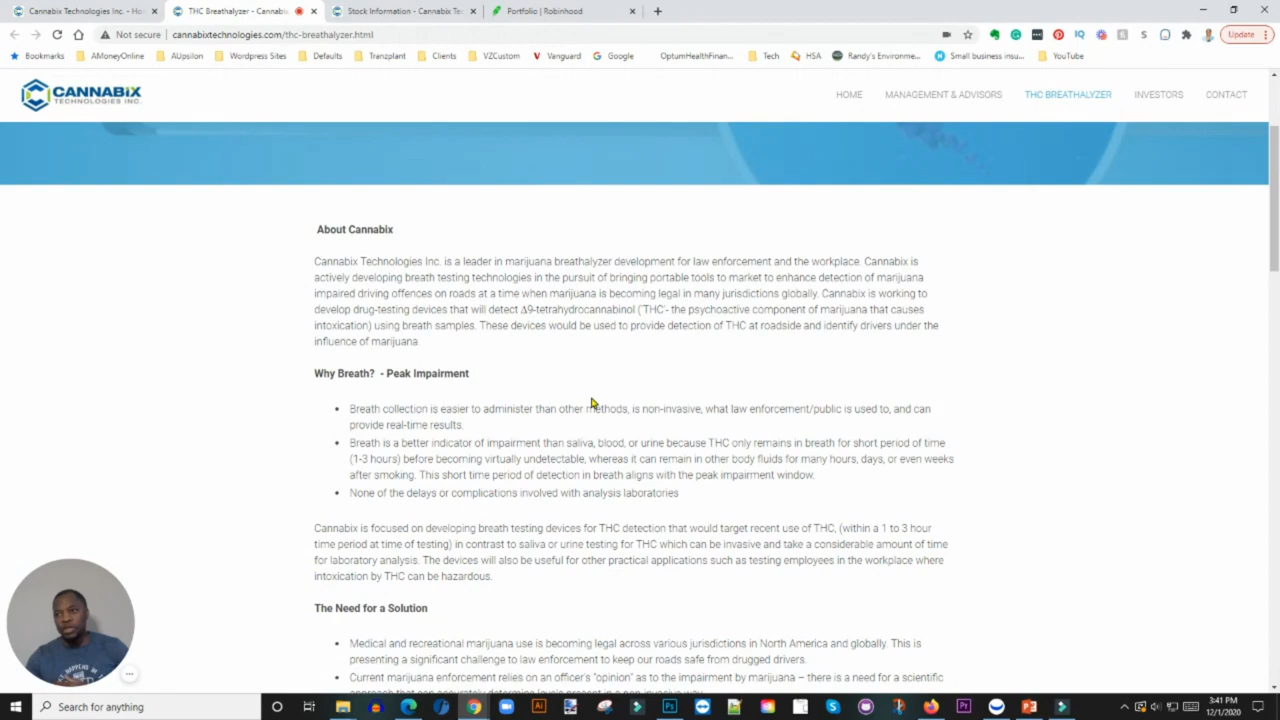 Cannabix Technologies Inc. - Ho
THC Breathalyzer - Cannabi
Stock Information - Cannabix Te
Portfolio | Robinhood
Not secure
cannabixtechnologies.com/thc-breathalyzer.html
Update
Bookmarks
AMoneyOnline
AUpsilon
Wordpress Sites
Defaults
Transplant
Clients
VZCustom
Vanguard
Google
OptumHealthFinan...
Tech
HSA
Randy's Environme...
Small business insu...
YouTube
CANNABIX
TECHNOLOGIES INC.
HOME
MANAGEMENT & ADVISORS
THC BREATHALYZER
INVESTORS
CONTACT
About Cannabix
Cannabix Technologies Inc. is a leader in marijuana breathalyzer development for law enforcement and the workplace. Cannabix is
actively developing breath testing technologies in the pursuit of bringing portable tools to market to enhance detection of marijuana
impaired driving offences on roads at a time when marijuana is becoming legal in many jurisdictions globally. Cannabix is working to
develop drug-testing devices that will detect Δ9-tetrahydrocannabinol ('THC'- the psychoactive component of marijuana that causes
intoxication) using breath samples. These devices would be used to provide detection of THC at roadside and identify drivers under the
influence of marijuana.
Why Breath? - Peak Impairment
• Breath collection is easier to administer than other methods, is non-invasive, what law enforcement/public is used to, and can
provide real-time results.
• Breath is a better indicator of impairment than saliva, blood, or urine because THC only remains in breath for short period of time
(1-3 hours) before becoming virtually undetectable, whereas it can remain in other body fluids for many hours, days, or even weeks
after smoking. This short time period of detection in breath aligns with the peak impairment window.
• None of the delays or complications involved with analysis laboratories
Cannabix is focused on developing breath testing devices for THC detection that would target recent use of THC, (within a 1 to 3 hour
time period at time of testing) in contrast to saliva or urine testing for THC which can be invasive and take a considerable amount of time
for laboratory analysis. The devices will also be useful for other practical applications such as testing employees in the workplace where
intoxication by THC can be hazardous.
The Need for a Solution
• Medical and recreational marijuana use is becoming legal across various jurisdictions in North America and globally. This is
presenting a significant challenge to law enforcement to keep our roads safe from drugged drivers.
• Current marijuana enforcement relies on an officer's "opinion" as to the impairment by marijuana – there is a need for a scientific
approach that can accurately determine levels present in a non-invasive way
HAPPENS
Type here to search
3:41 PM
12/1/2020